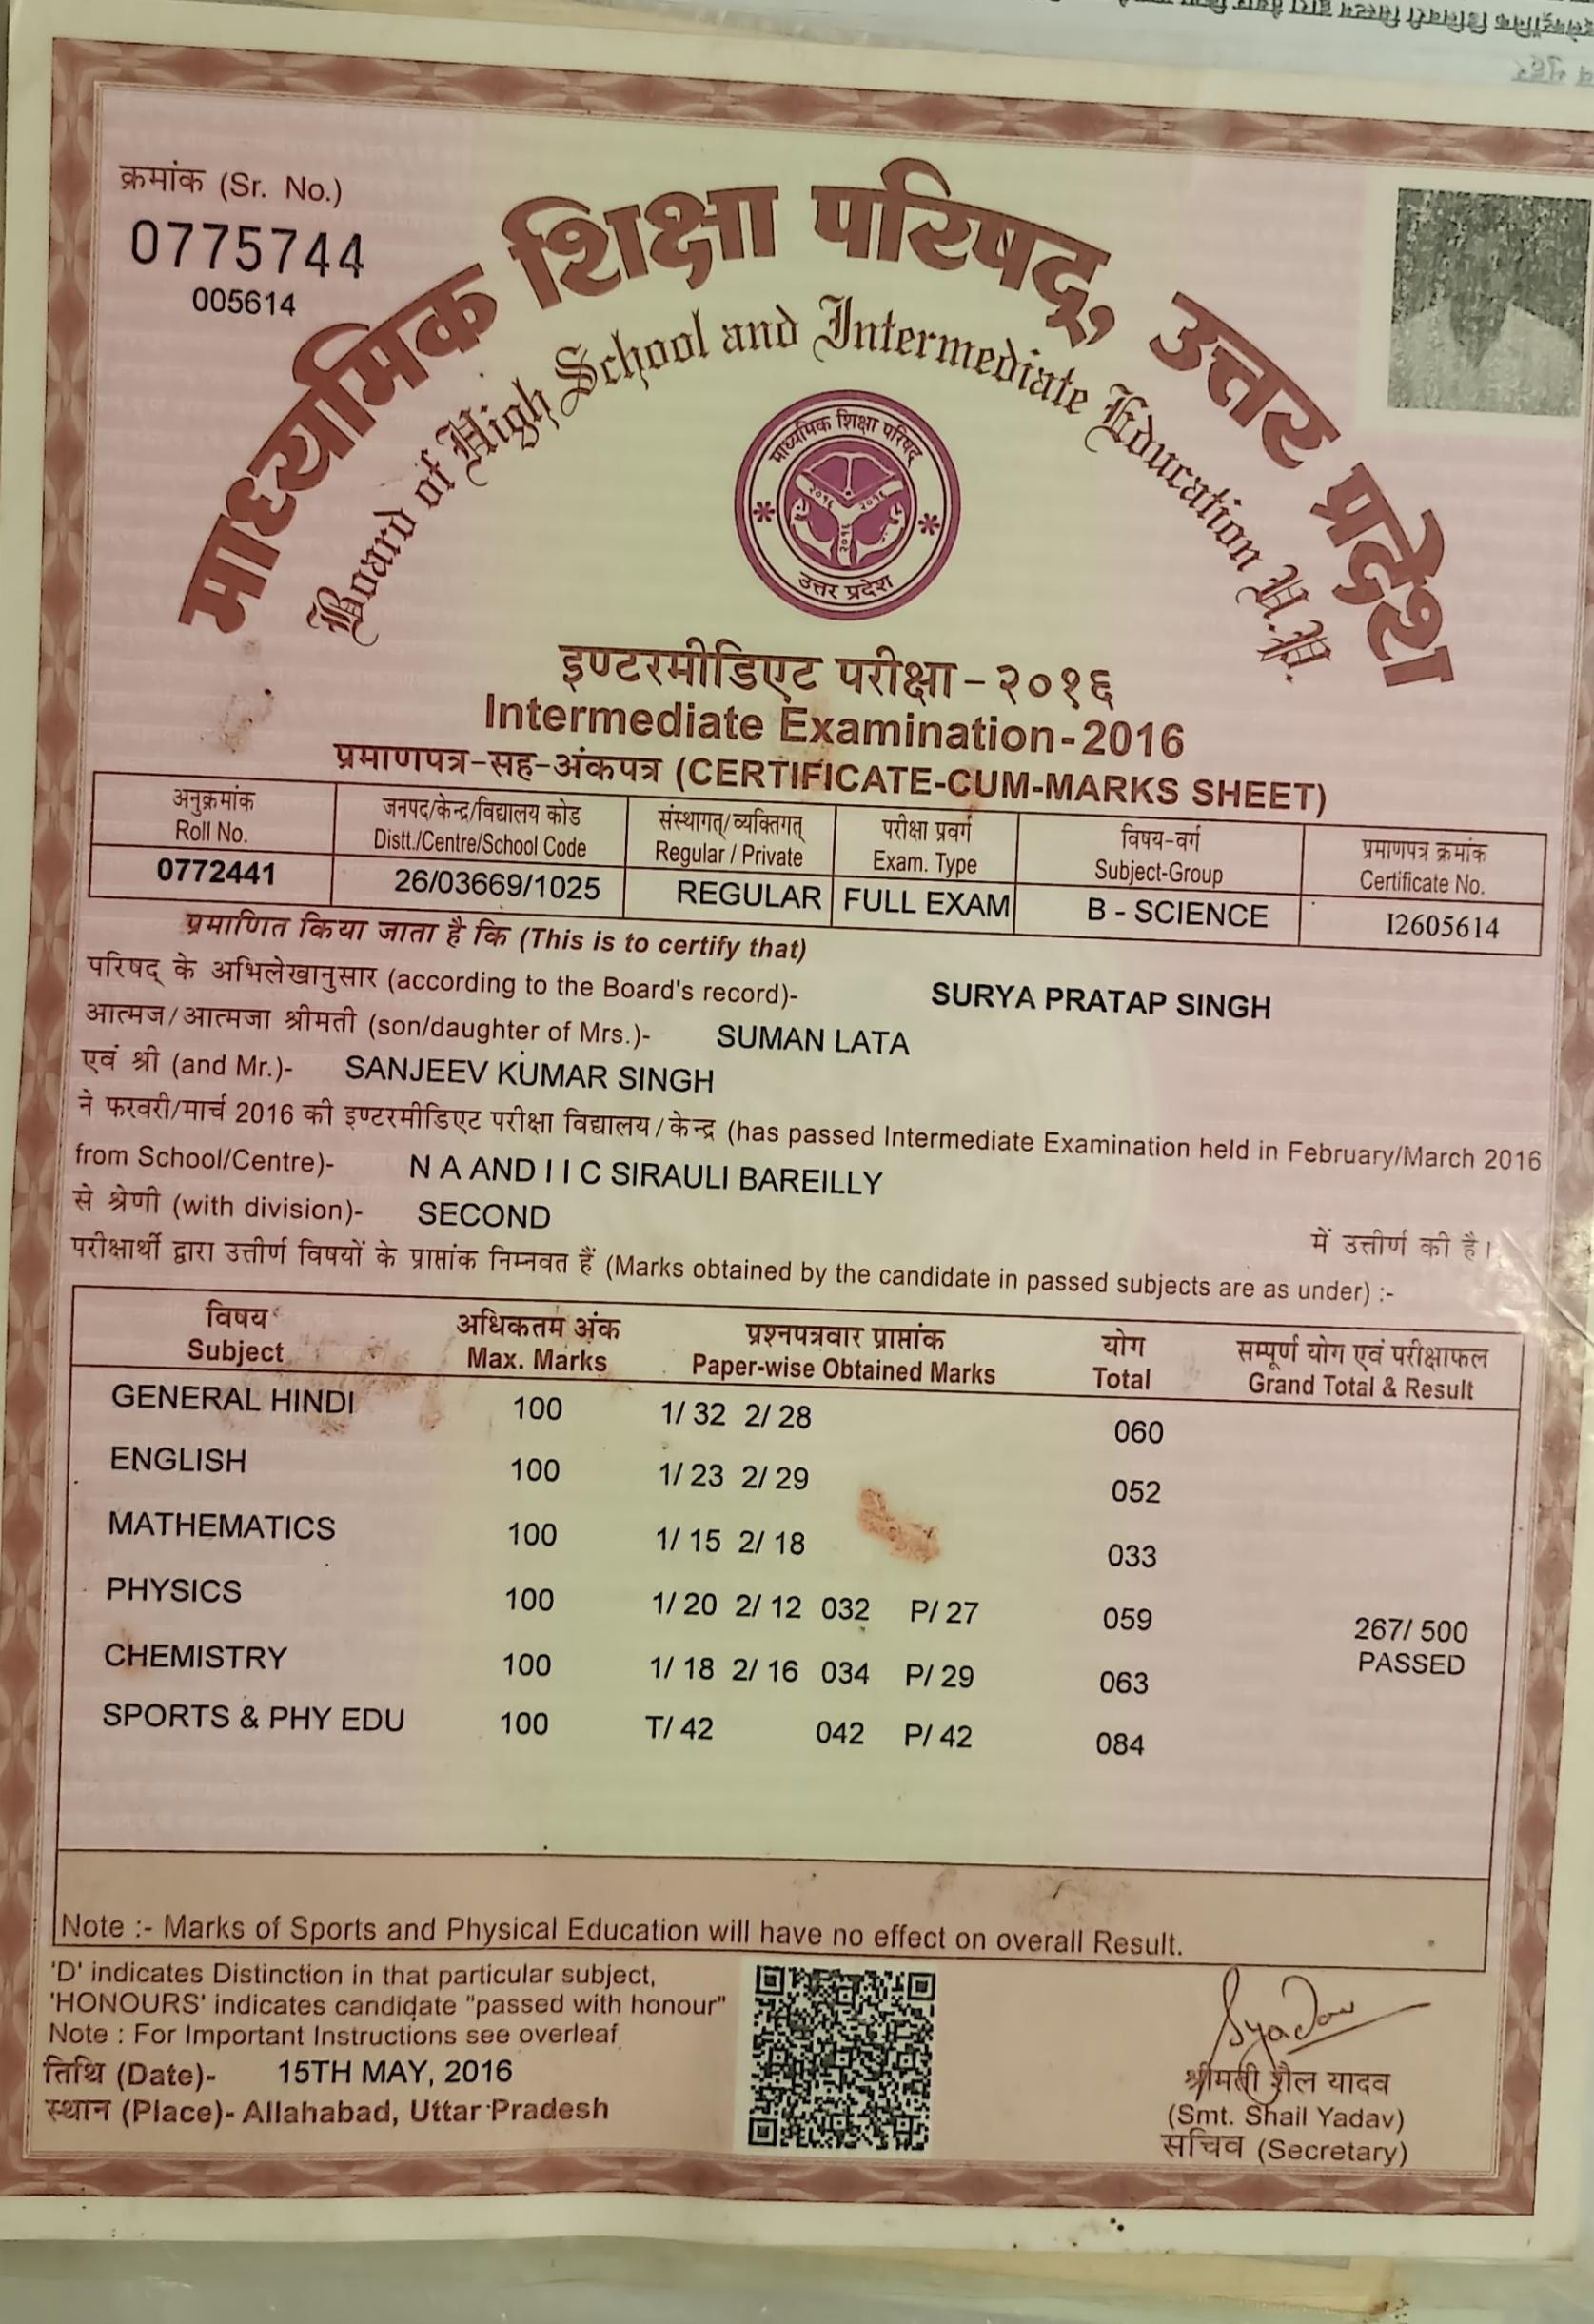 क्रमांक (Sr. No.)
0775744
005614
माध्यमिक शिक्षा परिषद्, उत्तर प्रदेश
Board of High School and Intermediate Education U.P.
माध्यमिक शिक्षा परिषद्
२०१६ २०१६
२०१६
उत्तर प्रदेश
इण्टरमीडिएट परीक्षा-२०१६
Intermediate Examination-2016
प्रमाणपत्र-सह-अंकपत्र (CERTIFICATE-CUM-MARKS SHEET)
अनुक्रमांक जनपद/केन्द्र/विद्यालय कोड संस्थागत/व्यक्तिगत् परीक्षा प्रवर्ग विषय-वर्ग प्रमाणपत्र क्रमांक
Roll No. Distt./Centre/School Code Regular / Private Exam. Type Subject-Group Certificate No.
0772441 26/03669/1025 REGULAR FULL EXAM B - SCIENCE I2605614
प्रमाणित किया जाता है कि (This is to certify that)
परिषद् के अभिलेखानुसार (according to the Board's record)- SURYA PRATAP SINGH
आत्मज/आत्मजा श्रीमती (son/daughter of Mrs.)- SUMAN LATA
एवं श्री (and Mr.)- SANJEEV KUMAR SINGH
ने फरवरी/मार्च 2016 की इण्टरमीडिएट परीक्षा विद्यालय/केन्द्र (has passed Intermediate Examination held in February/March 2016
from School/Centre)- N A AND I I C SIRAULI BAREILLY
से श्रेणी (with division)- SECOND में उत्तीर्ण की है।
परीक्षार्थी द्वारा उत्तीर्ण विषयों के प्राप्तांक निम्नवत हैं (Marks obtained by the candidate in passed subjects are as under) :-
विषय अधिकतम अंक प्रश्नपत्रवार प्राप्तांक योग सम्पूर्ण योग एवं परीक्षाफल
Subject Max. Marks Paper-wise Obtained Marks Total Grand Total & Result
GENERAL HINDI 100 1/ 32 2/ 28 060
ENGLISH 100 1/ 23 2/ 29 052
MATHEMATICS 100 1/ 15 2/ 18 033
PHYSICS 100 1/ 20 2/ 12 032 P/ 27 059 267/ 500
CHEMISTRY 100 1/ 18 2/ 16 034 P/ 29 063 PASSED
SPORTS & PHY EDU 100 T/ 42 042 P/ 42 084
Note :- Marks of Sports and Physical Education will have no effect on overall Result.
'D' indicates Distinction in that particular subject,
'HONOURS' indicates candidate "passed with honour"
Note : For Important Instructions see overleaf
तिथि (Date)- 15TH MAY, 2016
स्थान (Place)- Allahabad, Uttar Pradesh
SYadav
श्रीमती शैल यादव
(Smt. Shail Yadav)
सचिव (Secretary)